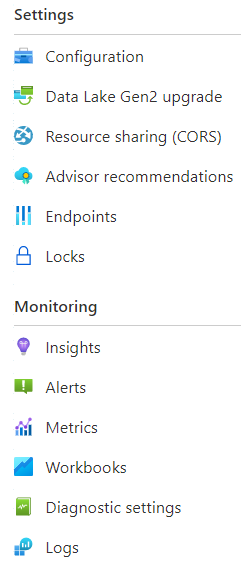 Settings
Configuration
Data Lake Gen2 upgrade
Resource sharing (CORS)
Advisor recommendations
Endpoints
Locks
Monitoring
Insights
Alerts
Metrics
Workbooks
Diagnostic settings
Logs